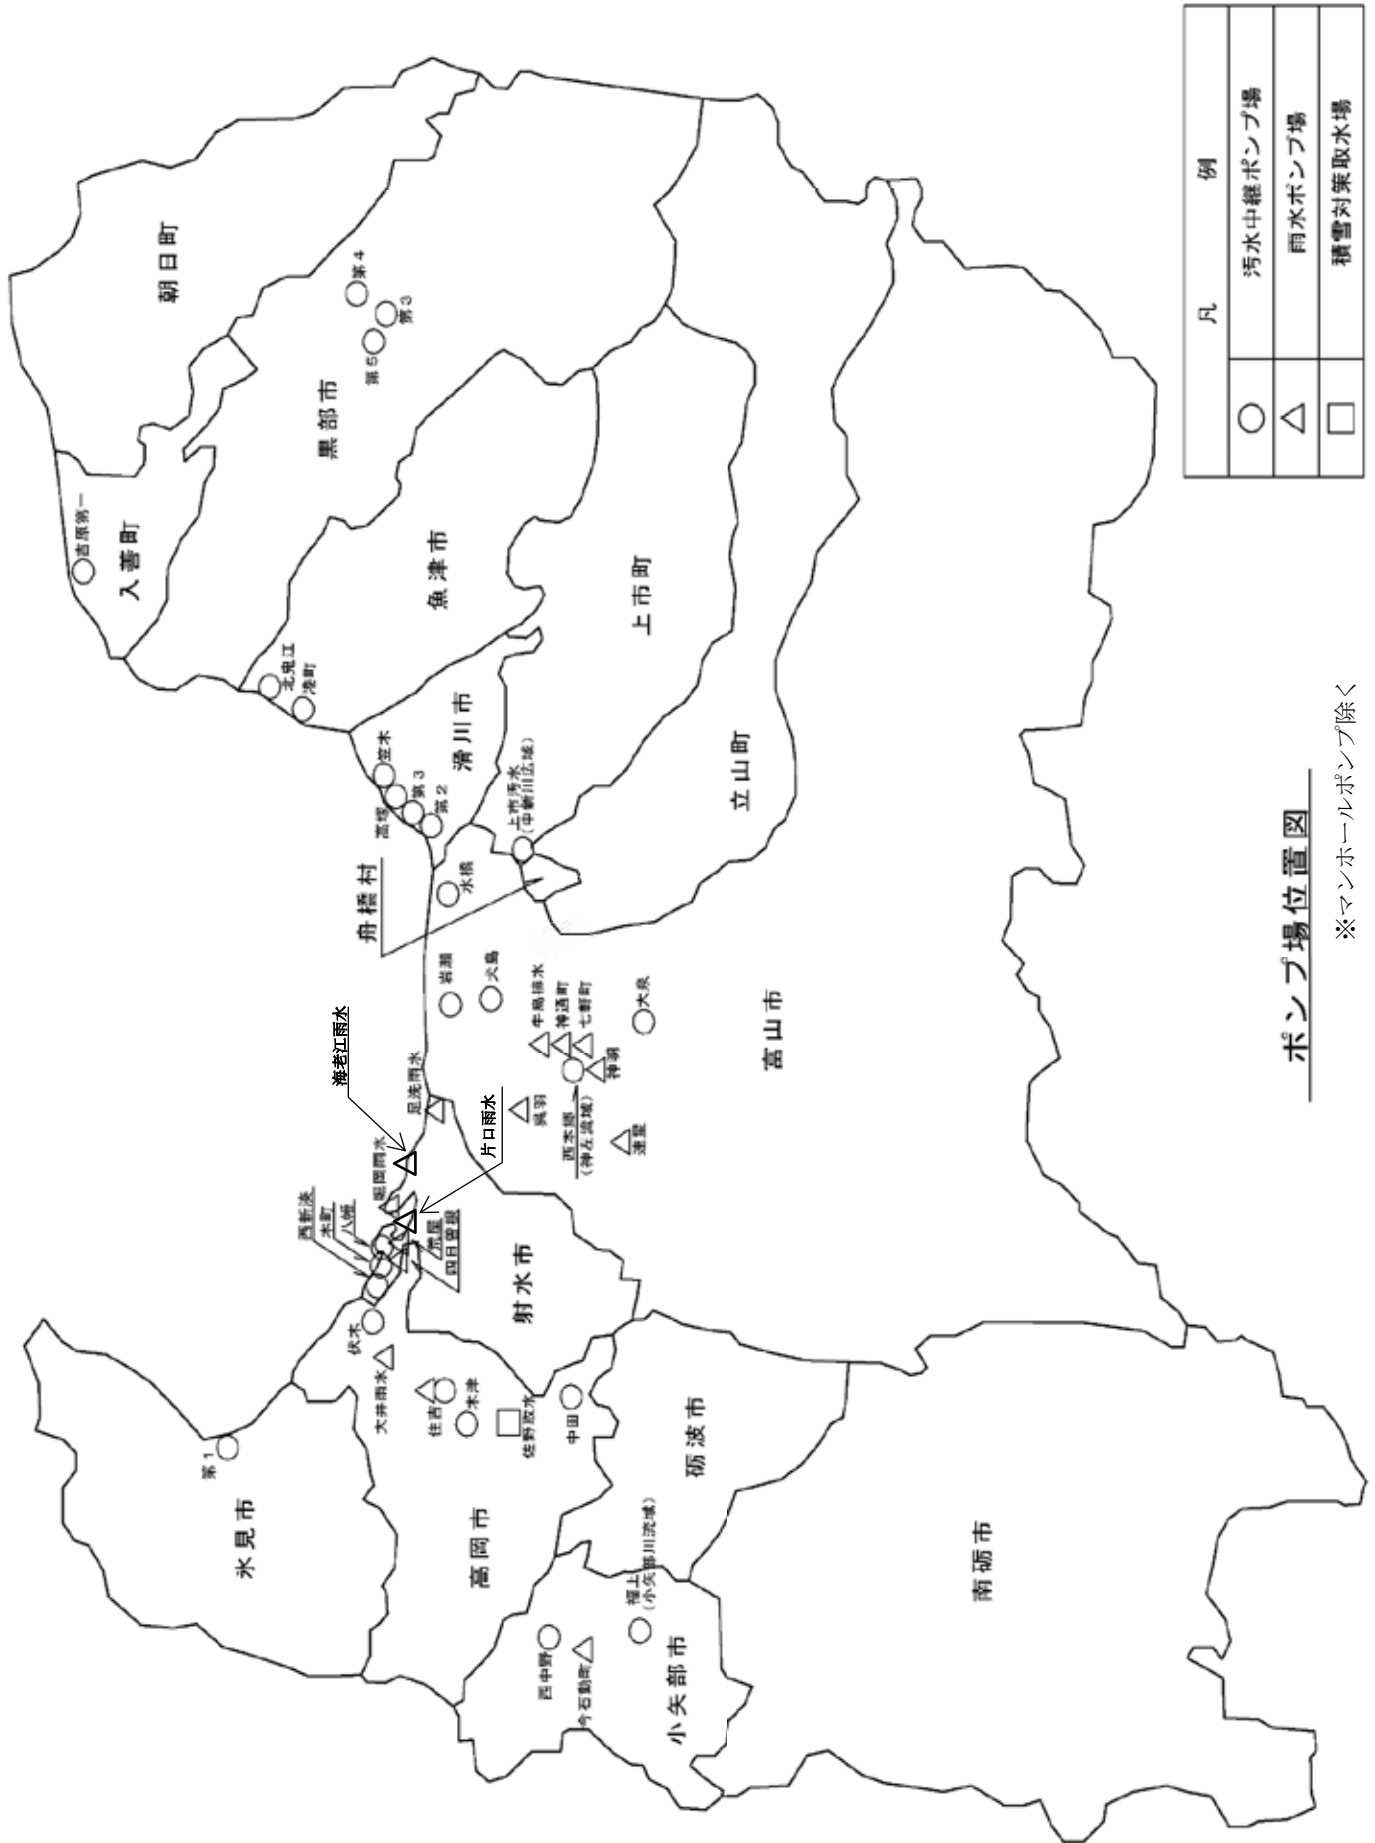 朝日町
入善町
吉原第一
黒部市
第4
第3
第5
魚津市
北鬼江
港町
滑川市
笠木
高塚
第3
第2
上市町
上市汚水
(中新川広域)
立山町
舟橋村
水橋
岩瀬
犬島
牛島排水
神通町
七軒町
大泉
富山市
神明
西本郷
(神左流域)
呉羽
連星
足洗雨水
海老江雨水
片口雨水
堀岡雨水
西新湊
本町
八幡
荒屋
四日曽根
射水市
伏木
大井雨水
住吉
木津
佐野取水
中田
高岡市
氷見市
第1
砺波市
南砺市
小矢部市
福上
(小矢部川流域)
西中野
今石動町
凡例
汚水中継ポンプ場
雨水ポンプ場
積雪対策取水場
ポンプ場位置図
※マンホールポンプ除く